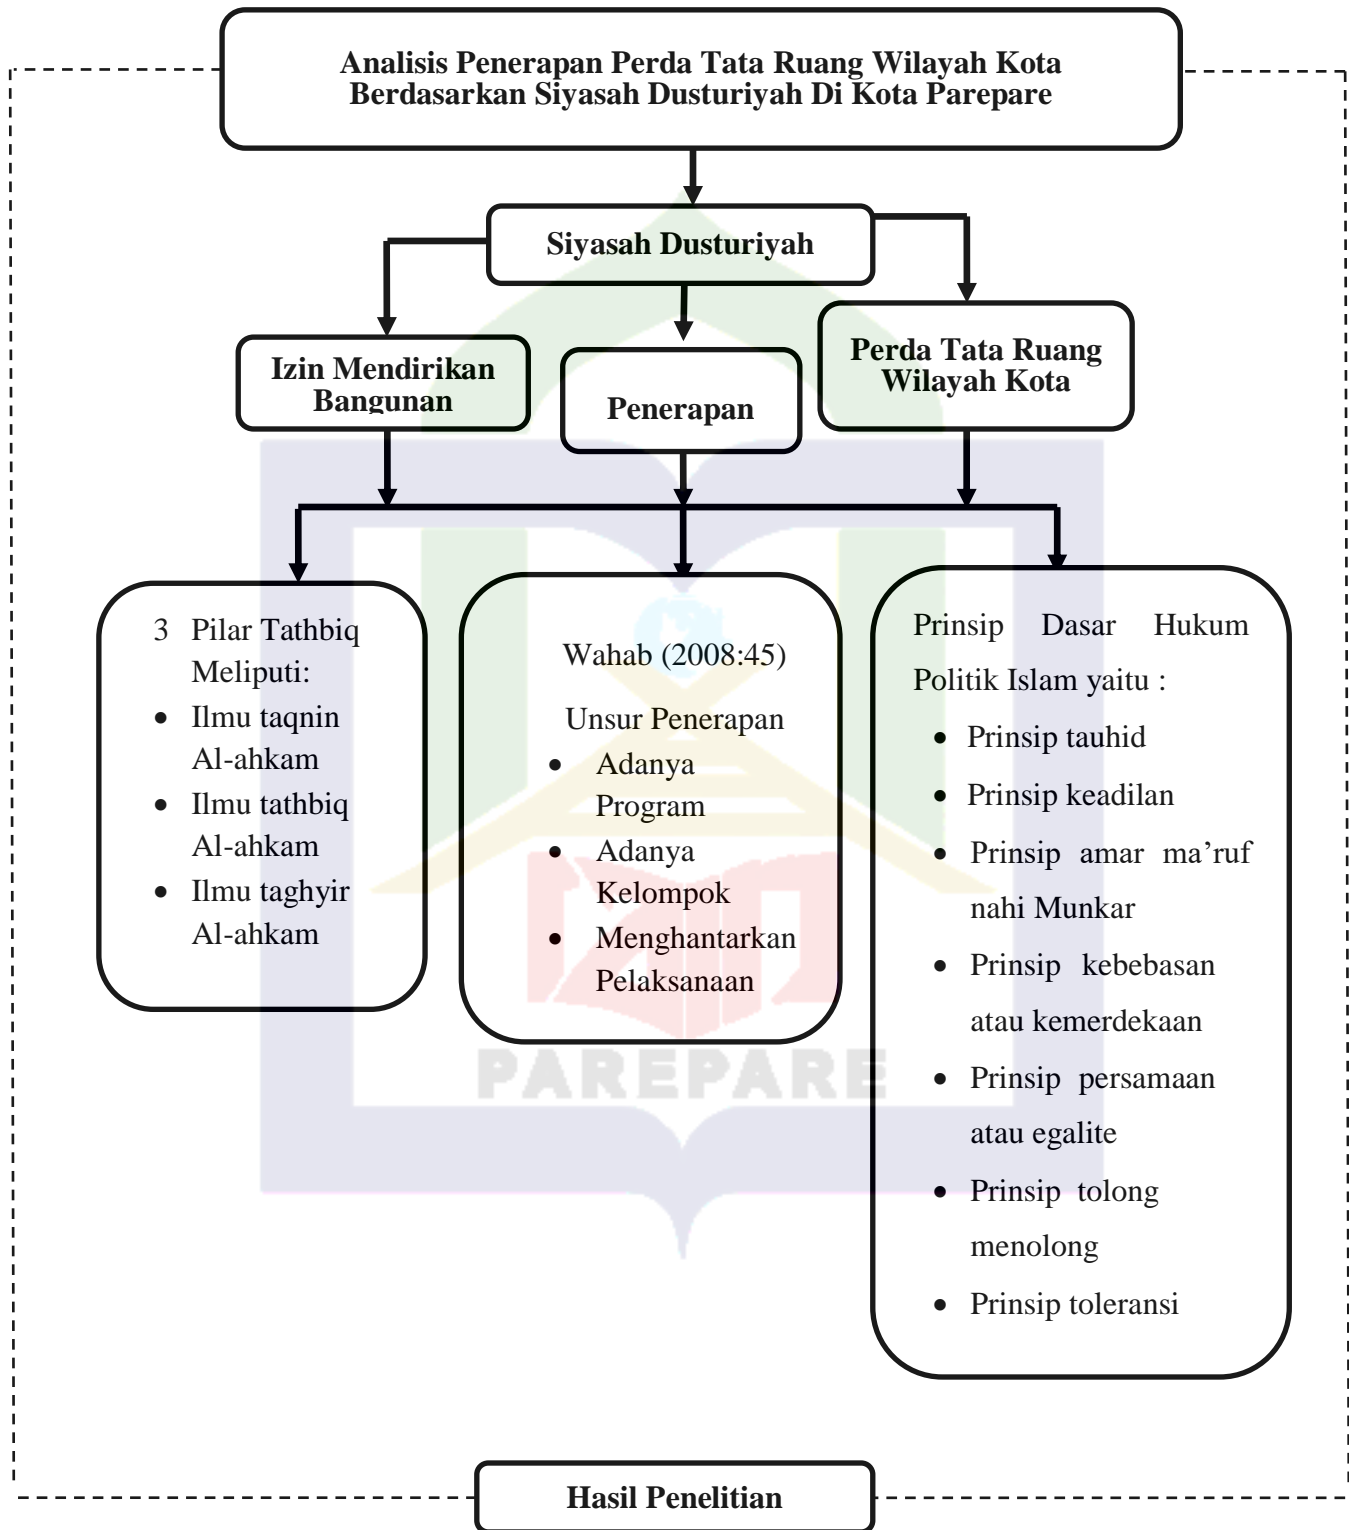 Analisis Penerapan Perda Tata Ruang Wilayah Kota
Berdasarkan Siyasah Dusturiyah Di Kota Parepare
Siyasah Dusturiyah
Izin Mendirikan
Bangunan
Penerapan
Perda Tata Ruang
Wilayah Kota
3 Pilar Tathbiq
Meliputi:
• Ilmu taqnin
Al-ahkam
• Ilmu tathbiq
Al-ahkam
• Ilmu taghyir
Al-ahkam
Wahab (2008:45)
Unsur Penerapan
• Adanya
Program
• Adanya
Kelompok
• Menghantarkan
Pelaksanaan
Prinsip Dasar Hukum
Politik Islam yaitu :
• Prinsip tauhid
• Prinsip keadilan
• Prinsip amar ma’ruf
nahi Munkar
• Prinsip kebebasan
atau kemerdekaan
• Prinsip persamaan
atau egalite
• Prinsip tolong
menolong
• Prinsip toleransi
PAREPARE
Hasil Penelitian